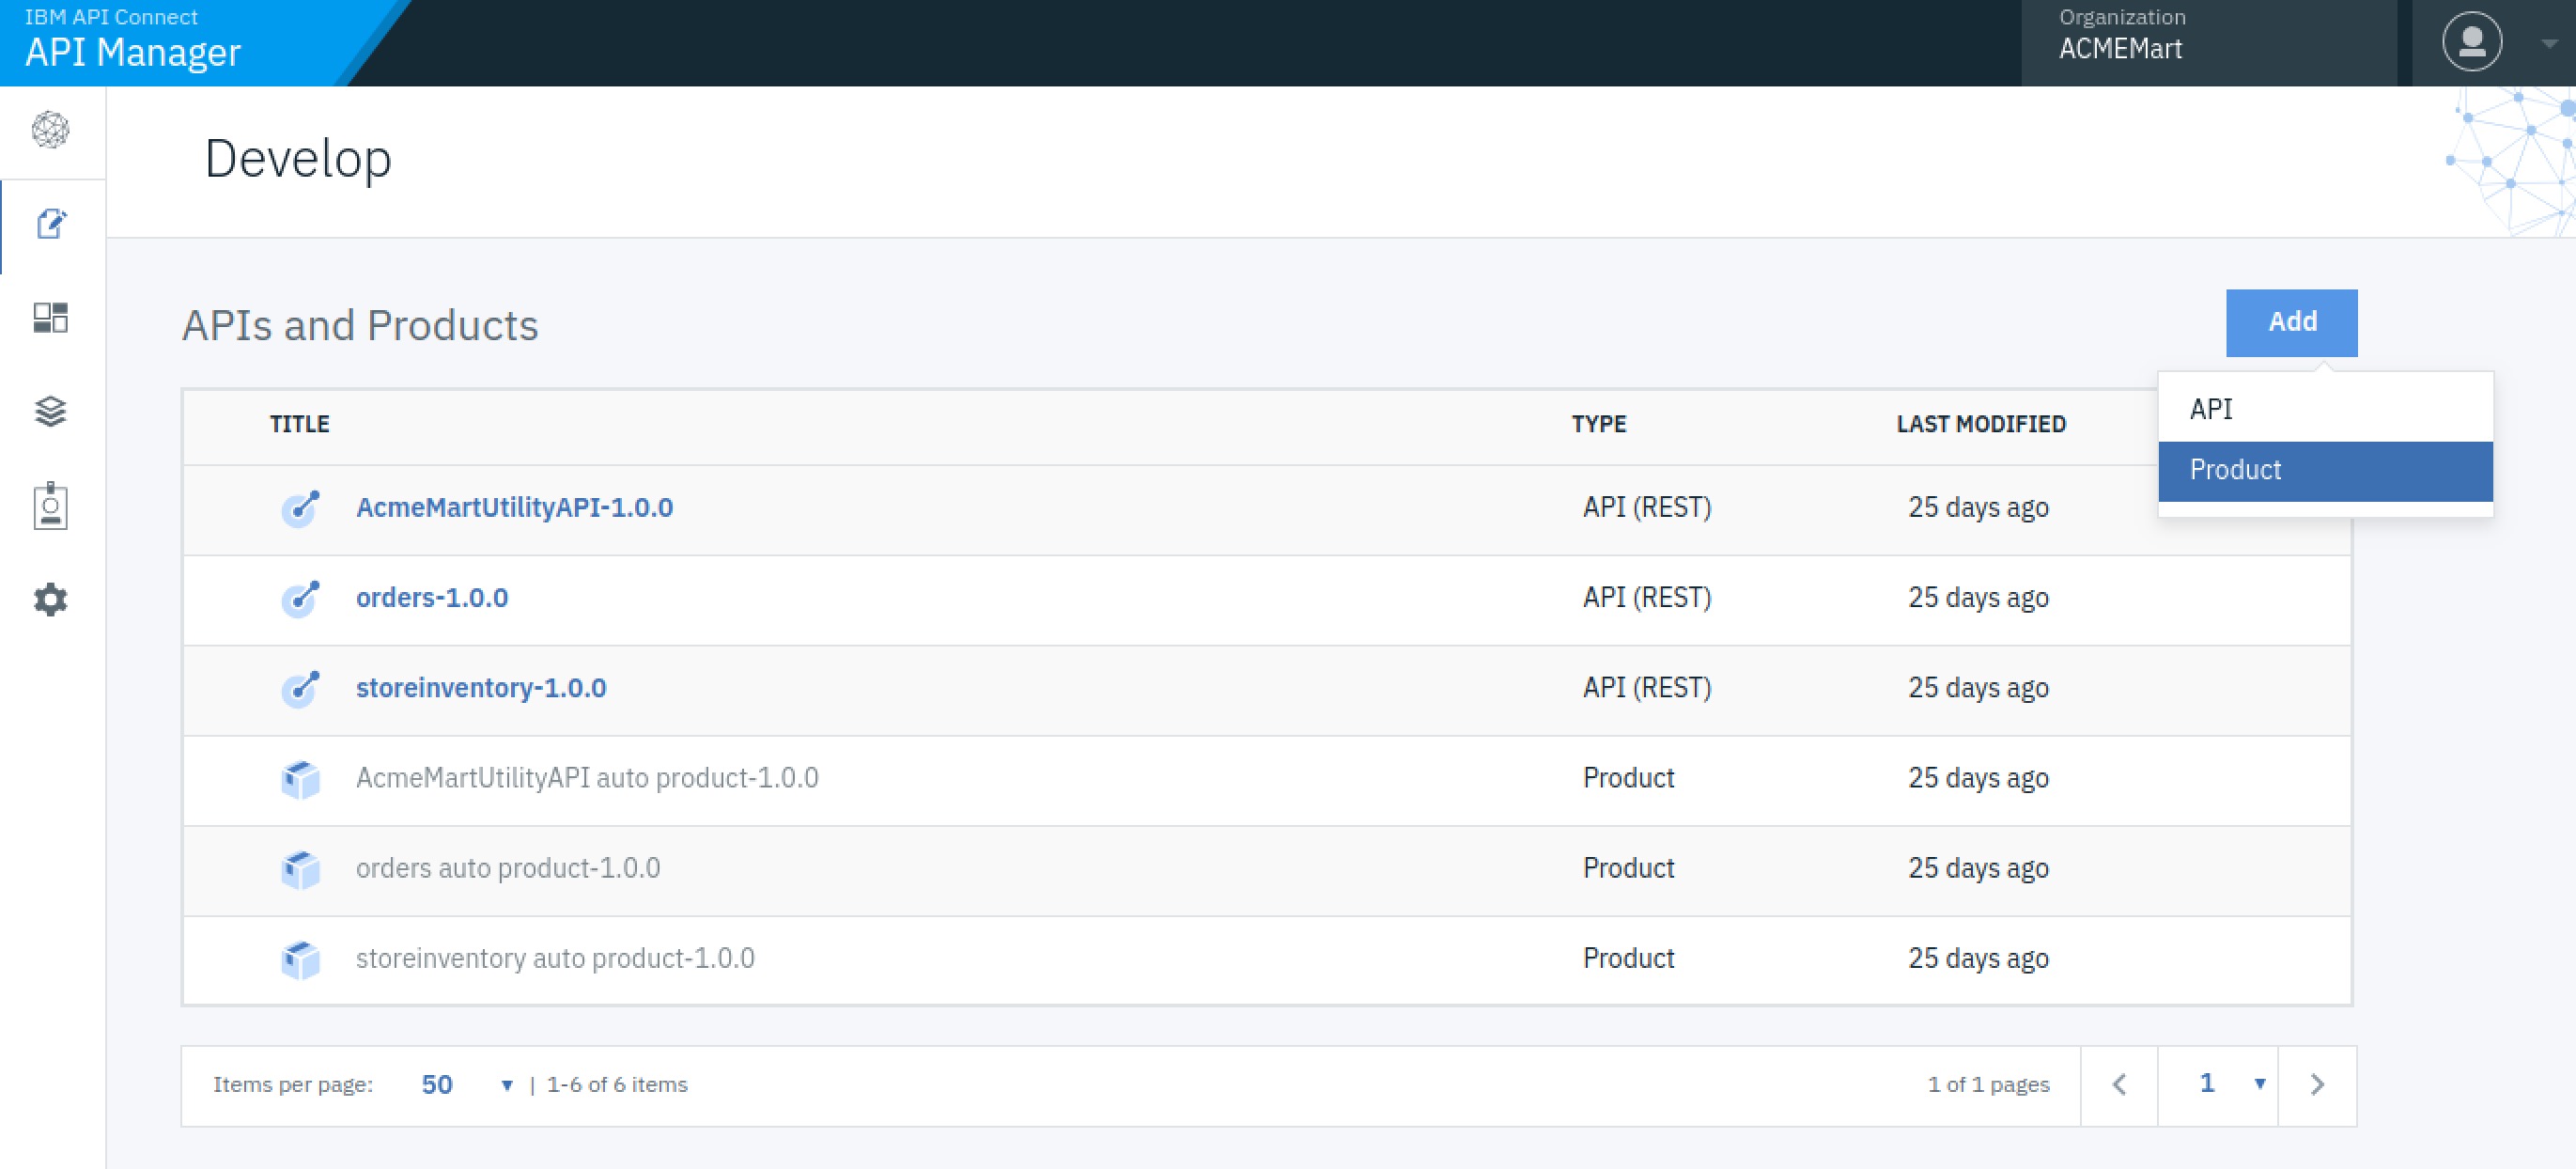 IBM API Connect
API Manager
Organization
ACMEMart
Develop
APIs and Products
Add
API
Product
TITLE TYPE LAST MODIFIED
AcmeMartUtilityAPI-1.0.0 API (REST) 25 days ago
orders-1.0.0 API (REST) 25 days ago
storeinventory-1.0.0 API (REST) 25 days ago
AcmeMartUtilityAPI auto product-1.0.0 Product 25 days ago
orders auto product-1.0.0 Product 25 days ago
storeinventory auto product-1.0.0 Product 25 days ago
Items per page: 50 | 1-6 of 6 items 1 of 1 pages 1